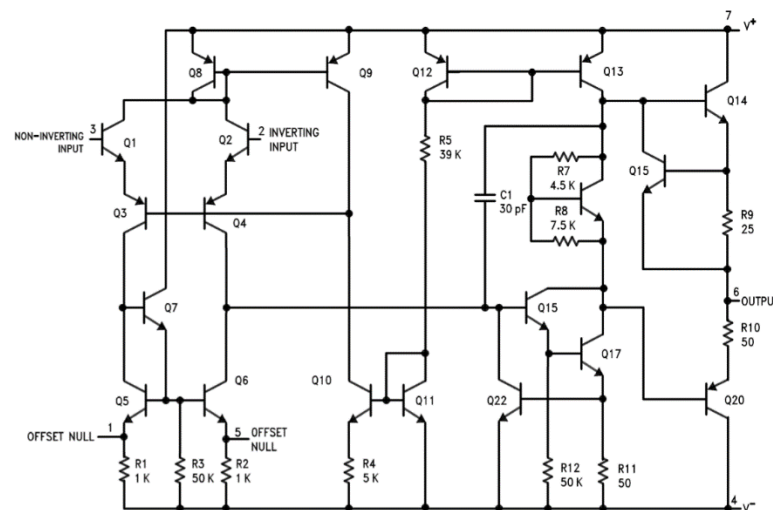 7
V+
Q8
Q9
Q12
Q13
Q14
3
NON-INVERTING
INPUT
Q1
Q2
2 INVERTING
INPUT
R5
39 K
Q15
R7
4.5 K
C1
30 pF
R8
7.5 K
Q3
Q4
R9
25
6
OUTPUT
Q7
Q15
R10
50
Q17
Q5
Q6
Q10
Q11
Q22
Q20
1
OFFSET NULL
5 OFFSET
NULL
R1
1 K
R3
50 K
R2
1 K
R4
5 K
R12
50 K
R11
50
4
V-